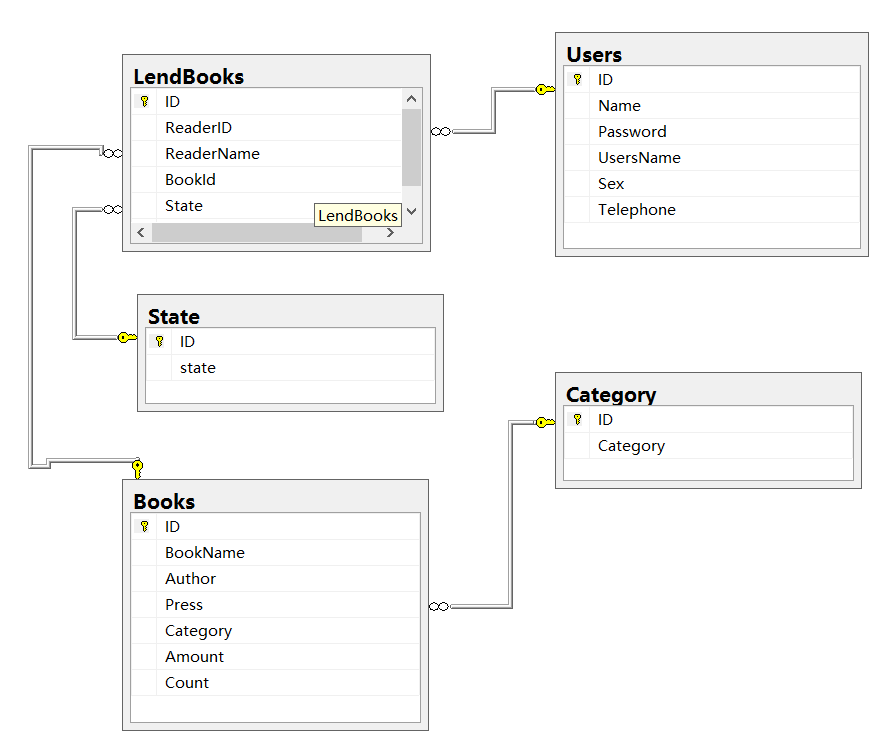 LendBooks
ID
ReaderID
ReaderName
BookId
State
LendBooks
Users
ID
Name
Password
UsersName
Sex
Telephone
State
ID
state
Category
ID
Category
Books
ID
BookName
Author
Press
Category
Amount
Count